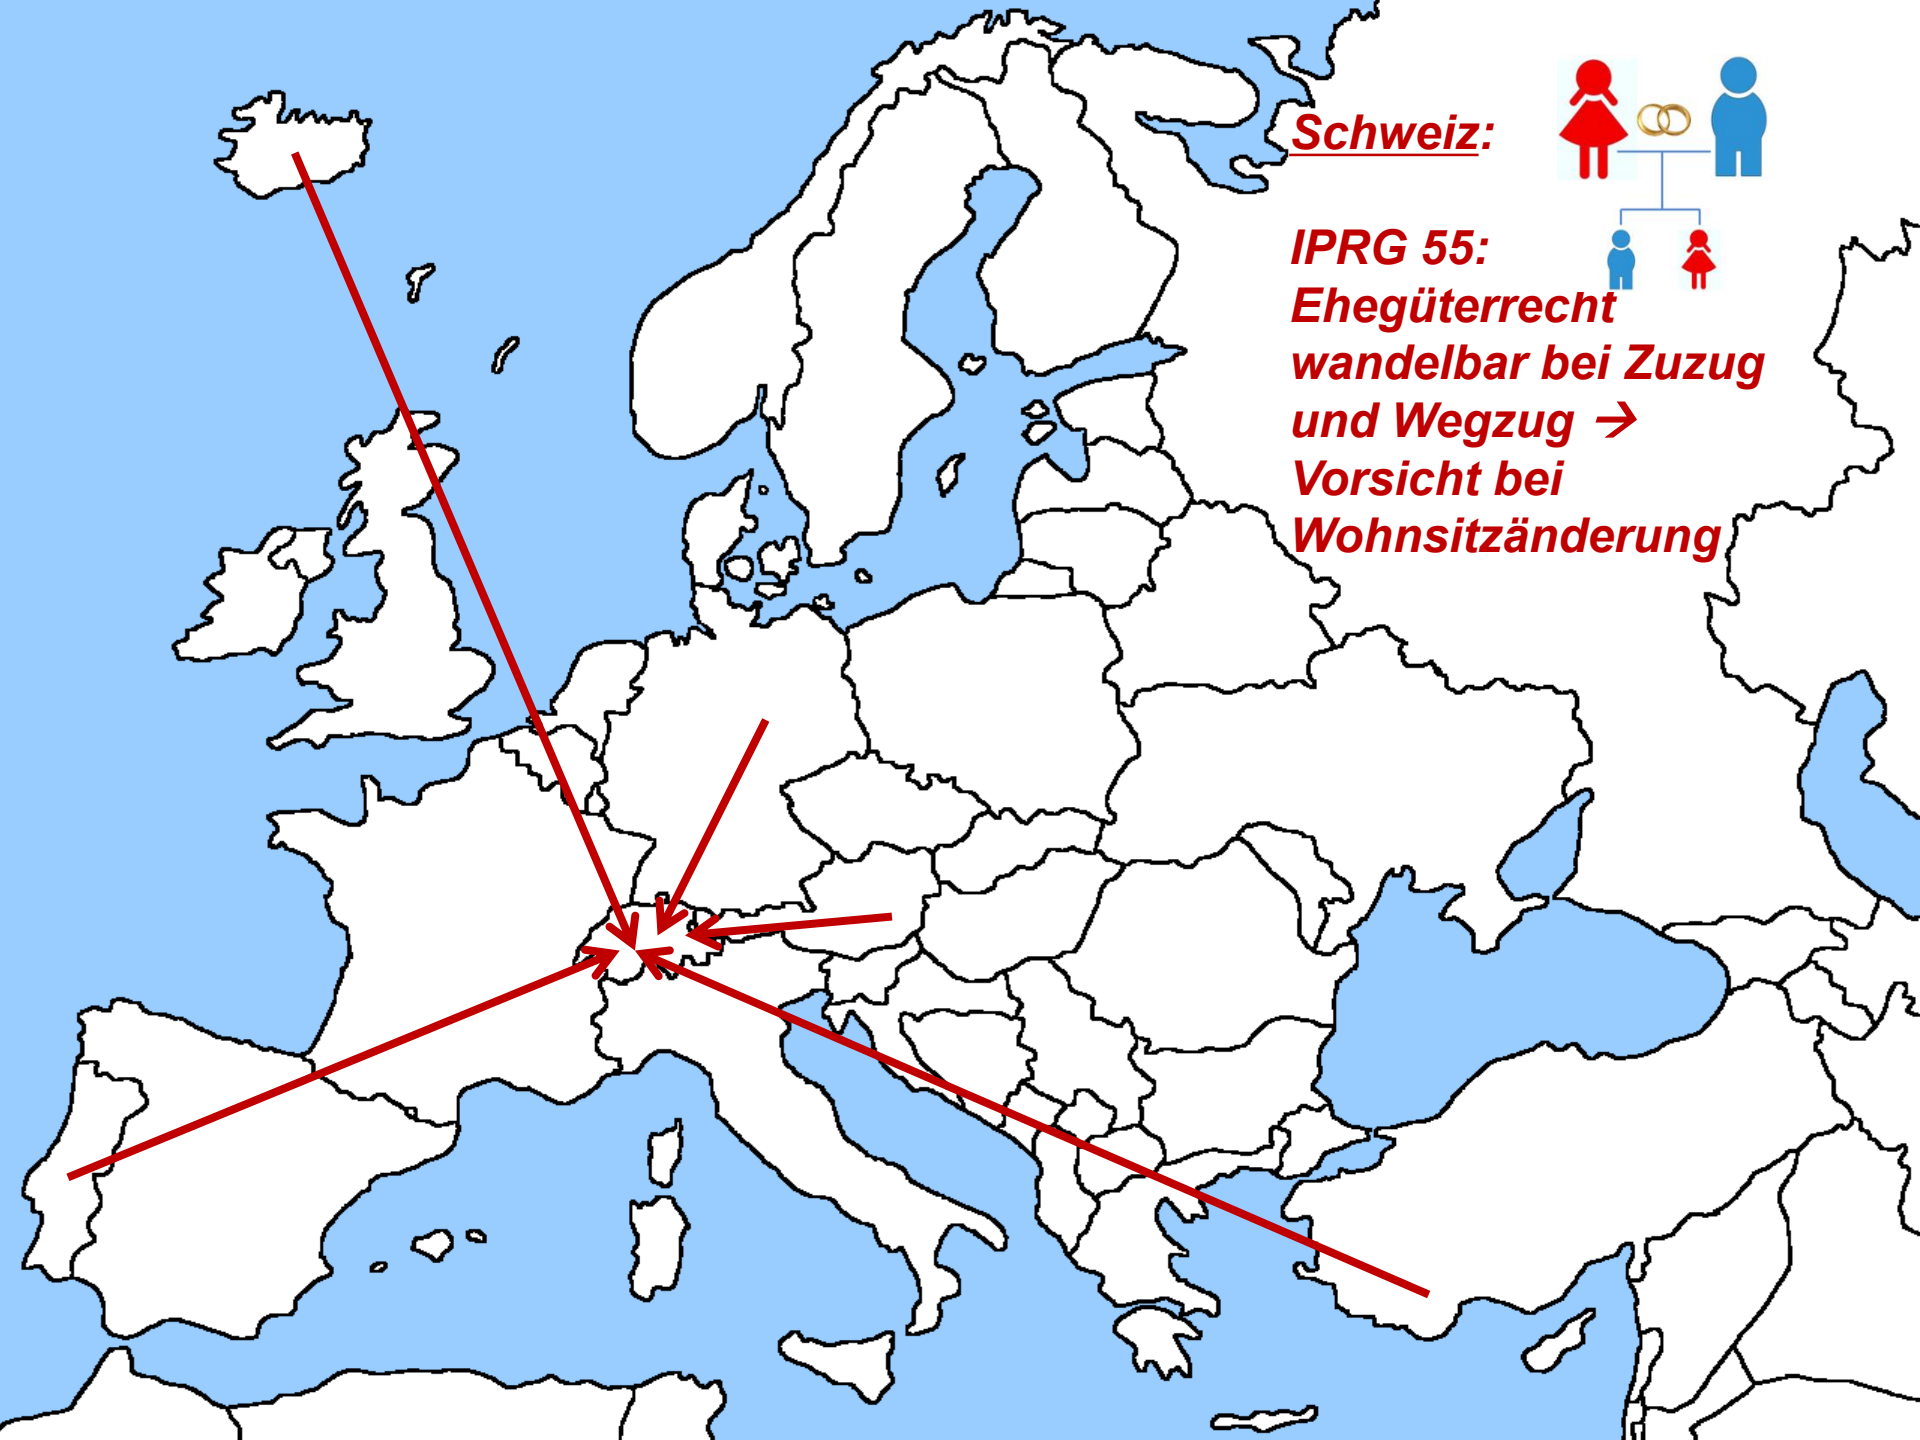 Schweiz:
IPRG 55:
Ehegüterrecht
wandelbar bei Zuzug
und Wegzug →
Vorsicht bei
Wohnsitzänderung